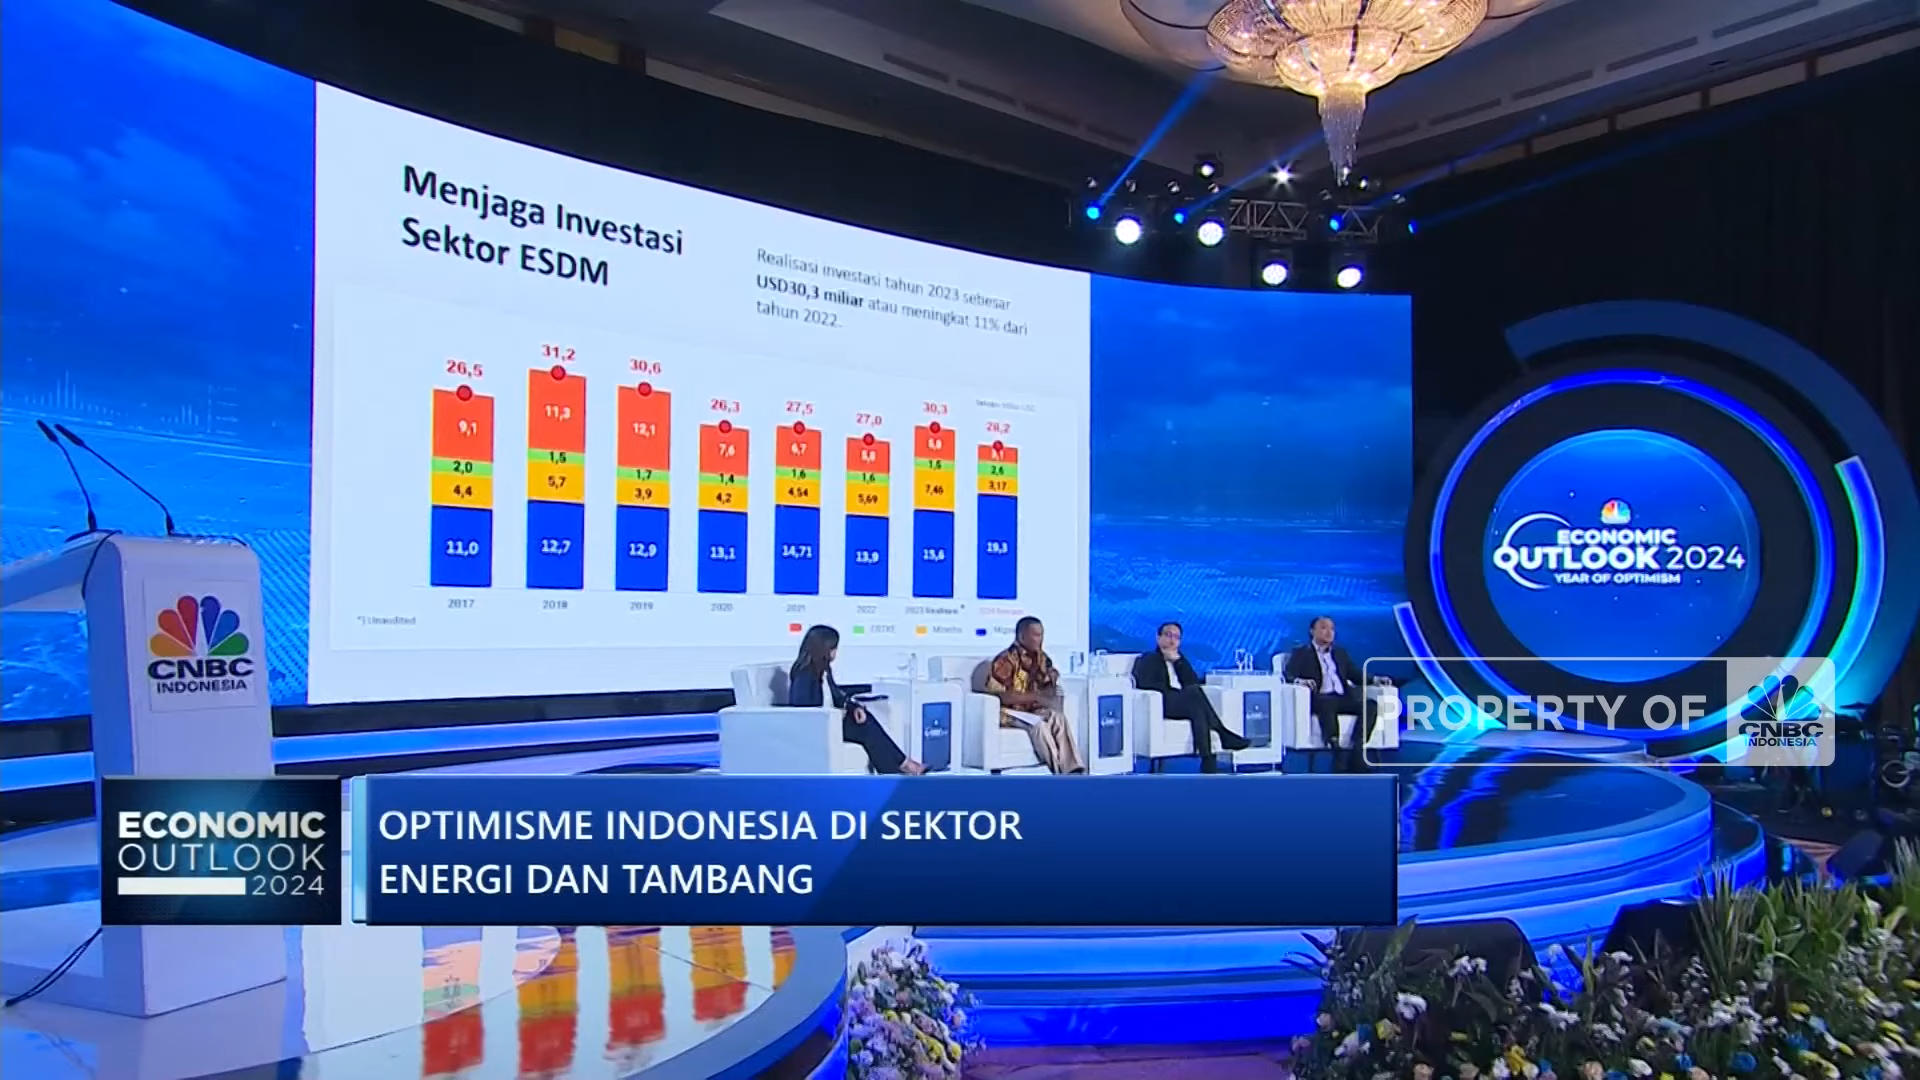 Menjaga Investasi
Sektor ESDM
Realisasi investasi tahun 2023 sebesar
USD30,3 miliar atau meningkat 11% dari
tahun 2022.
26,5
31,2
30,6
26,3
27,5
27,0
30,3
28,2
9,1
11,3
12,1
7,6
6,7
2,0
1,5
1,7
1,4
1,6
1,6
1,5
2,6
4,4
5,7
3,9
4,2
4,54
5,69
7,46
3,17
11,0
12,7
12,9
13,1
14,71
13,9
15,6
19,3
2017
2018
2019
2020
2021
2022
2023
*) Unaudited
EBTKE
Minerba
CNBC
INDONESIA
ECONOMIC
OUTLOOK 2024
YEAR OF OPTIMISM
PROPERTY OF
CNBC
INDONESIA
ECONOMIC
OUTLOOK
2024
OPTIMISME INDONESIA DI SEKTOR
ENERGI DAN TAMBANG